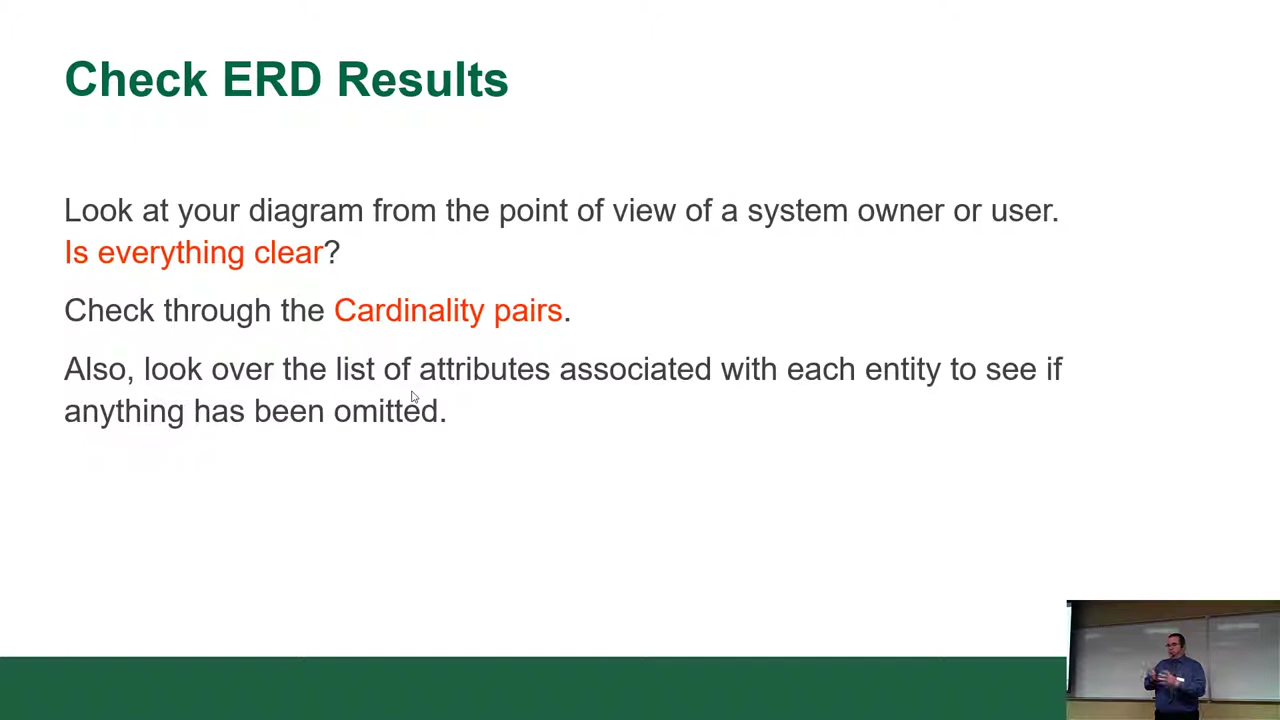 Check ERD Results
Look at your diagram from the point of view of a system owner or user.
Is everything clear?
Check through the Cardinality pairs.
Also, look over the list of attributes associated with each entity to see if
anything has been omitted.